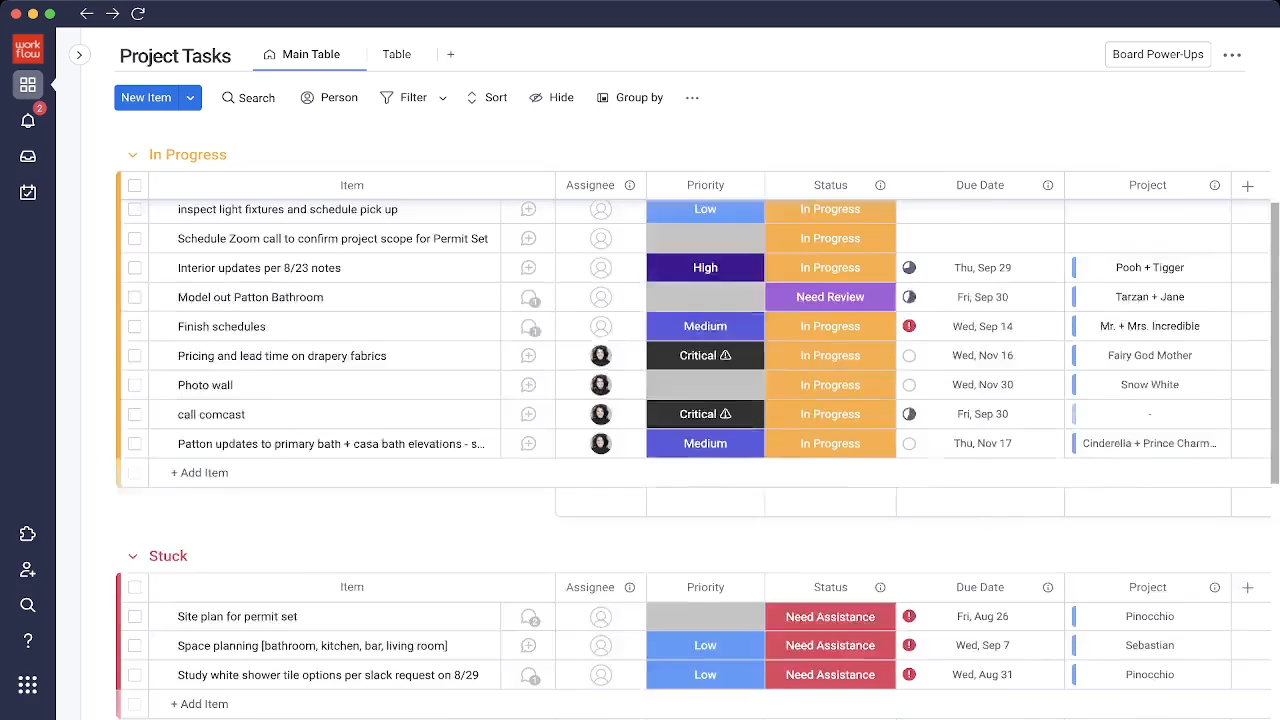 work
flow
Project Tasks Main Table Table + Board Power-Ups
New Item Search Person Filter Sort Hide Group by
2
In Progress
Item Assignee Priority Status Due Date Project
inspect light fixtures and schedule pick up Low In Progress
Schedule Zoom call to confirm project scope for Permit Set In Progress
Interior updates per 8/23 notes High In Progress Thu, Sep 29 Pooh + Tigger
Model out Patton Bathroom 1 Need Review Fri, Sep 30 Tarzan + Jane
Finish schedules 1 Medium In Progress Wed, Sep 14 Mr. + Mrs. Incredible
Pricing and lead time on drapery fabrics Critical In Progress Wed, Nov 16 Fairy God Mother
Photo wall In Progress Wed, Nov 30 Snow White
call comcast Critical In Progress Fri, Sep 30 -
Patton updates to primary bath + casa bath elevations - s... Medium In Progress Thu, Nov 17 Cinderella + Prince Charm...
+ Add Item
Stuck
Item Assignee Priority Status Due Date Project
Site plan for permit set 2 Need Assistance Fri, Aug 26 Pinocchio
Space planning [bathroom, kitchen, bar, living room] Low Need Assistance Wed, Sep 7 Sebastian
Study white shower tile options per slack request on 8/29 1 Low Need Assistance Wed, Aug 31 Pinocchio
+ Add Item